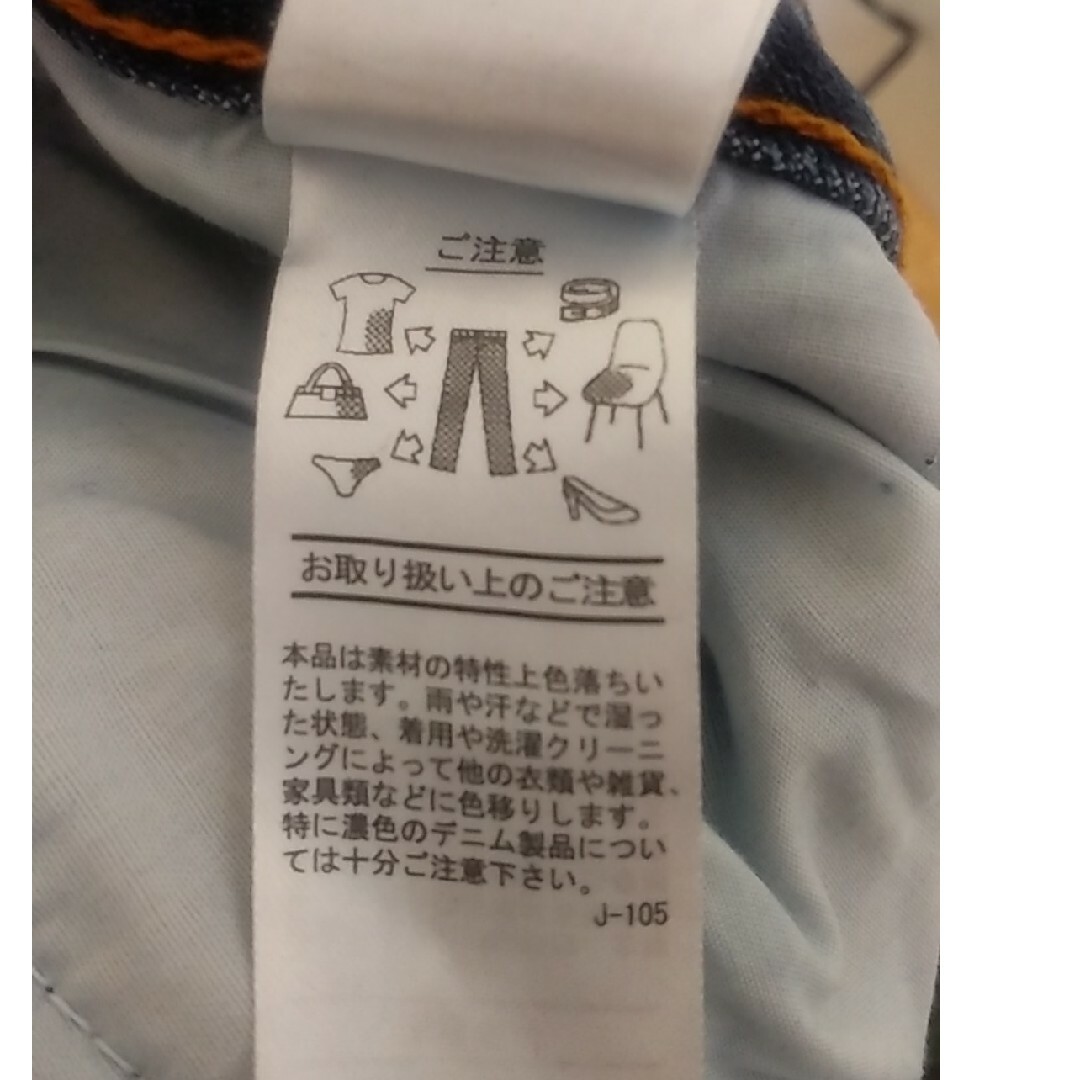 ご注意
お取り扱い上のご注意
本品は素材の特性上色落ちい
たします。雨や汗などで湿っ
た状態、着用や洗濯クリーニ
ングによって他の衣類や雑貨、
家具類などに色移りします。
特に濃色のデニム製品につい
ては十分ご注意下さい。
J-105